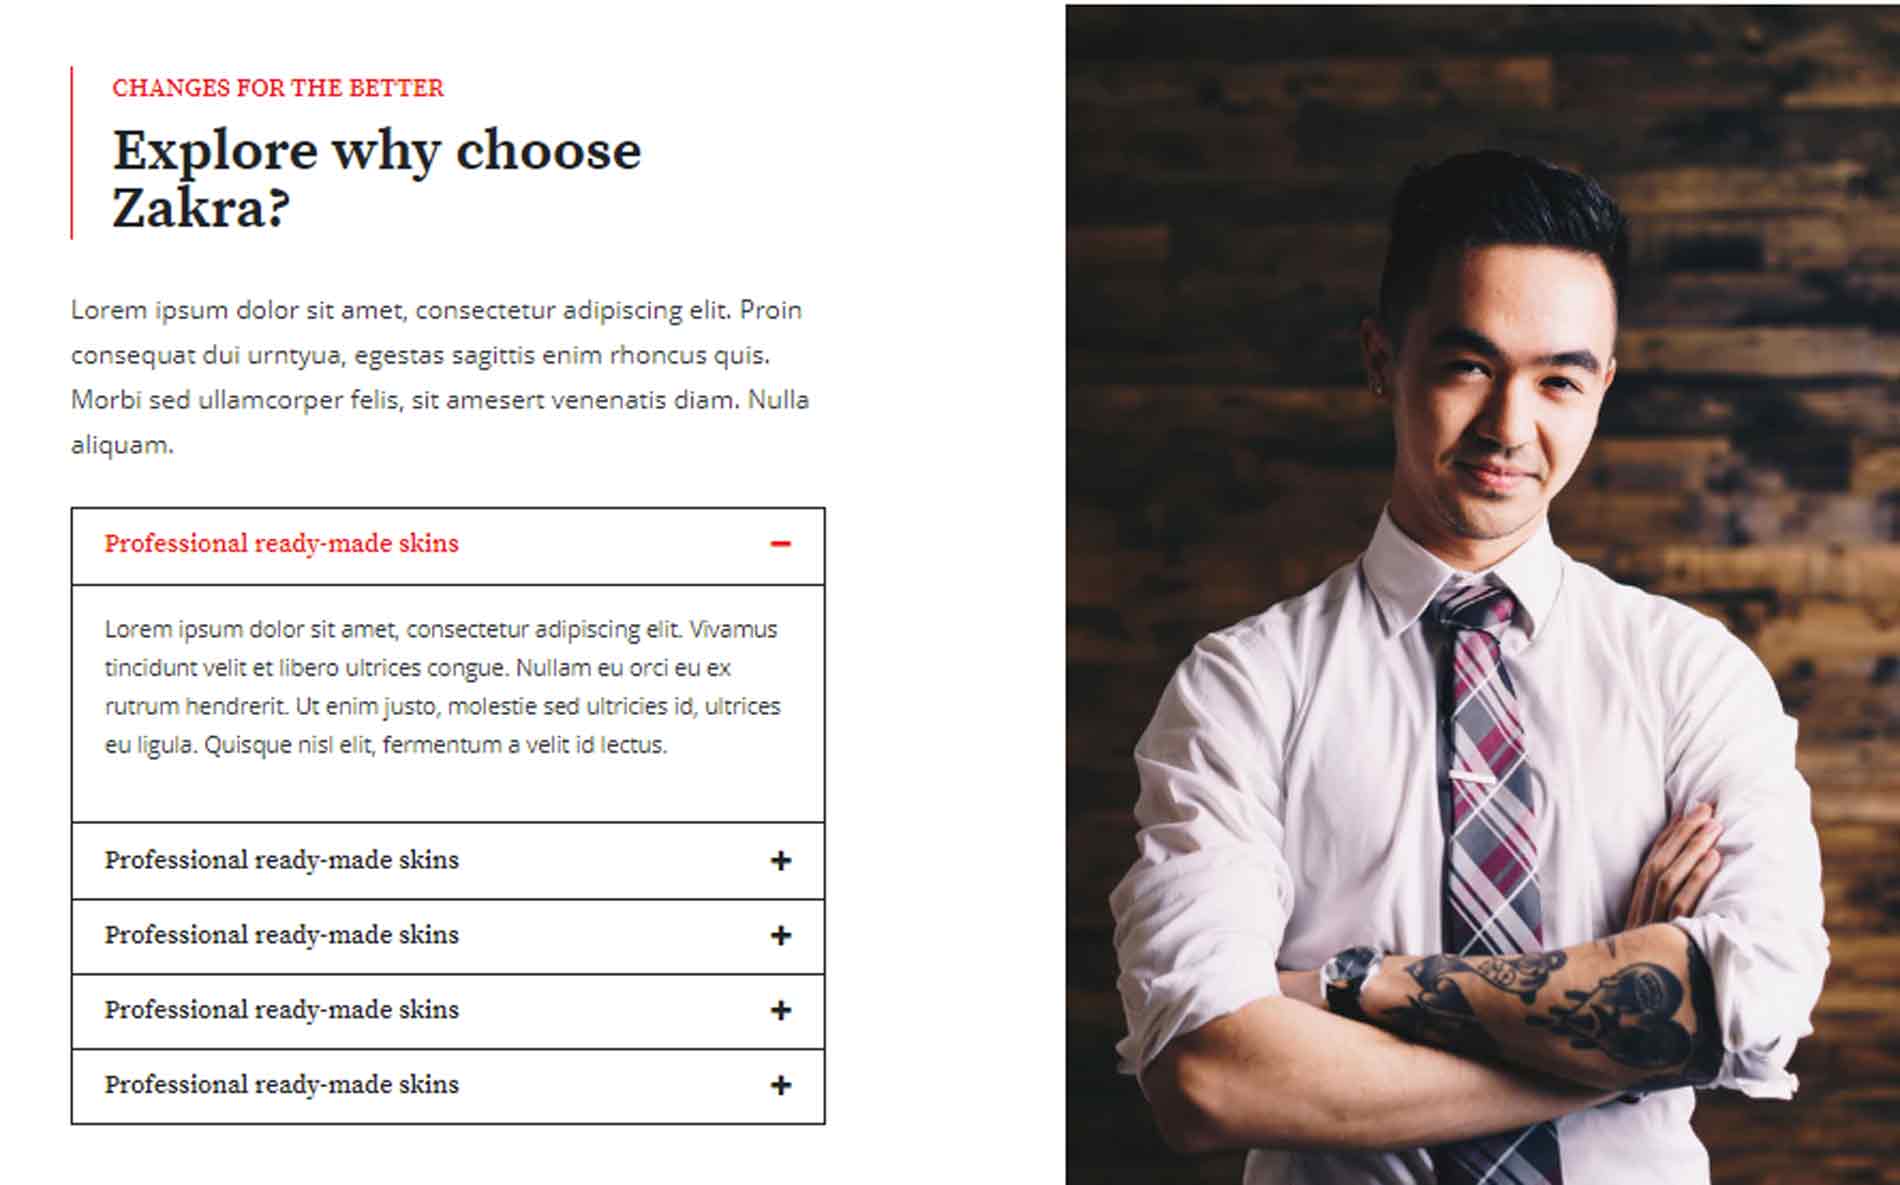 CHANGES FOR THE BETTER
Explore why choose
Zakra?
Lorem ipsum dolor sit amet, consectetur adipiscing elit. Proin
consequat dui urntyua, egestas sagittis enim rhoncus quis.
Morbi sed ullamcorper felis, sit amesert venenatis diam. Nulla
aliquam.
Professional ready-made skins
Lorem ipsum dolor sit amet, consectetur adipiscing elit. Vivamus
tincidunt velit et libero ultrices congue. Nullam eu orci eu ex
rutrum hendrerit. Ut enim justo, molestie sed ultricies id, ultrices
eu ligula. Quisque nisl elit, fermentum a velit id lectus.
Professional ready-made skins
Professional ready-made skins
Professional ready-made skins
Professional ready-made skins